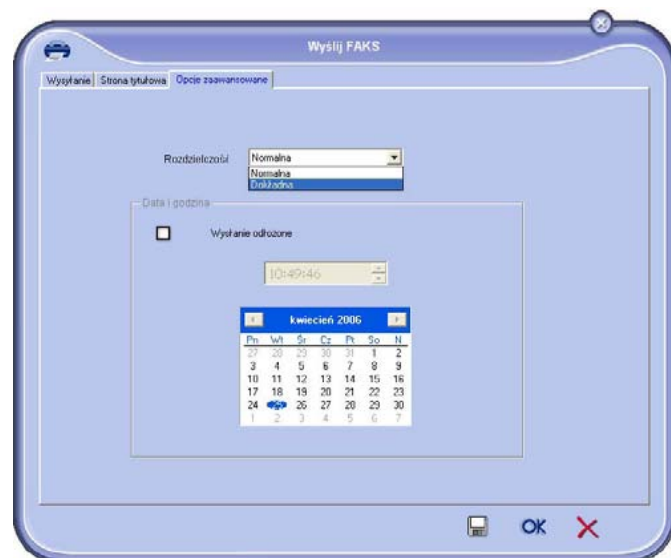 Wyślij FAKS
Wysyłanie Strona tytułowa Opcje zaawansowane
Rozdzielczość Normalna
Normalna
Dokładna
Data i godzina
Wysłanie odłożone
10:49:46
kwiecień 2006
Pn Wt Śr Cz Pt So N
27 28 29 30 31 1 2
3 4 5 6 7 8 9
10 11 12 13 14 15 16
17 18 19 20 21 22 23
24 26 27 28 29 30
1 2 3 4 5 6 7
OK